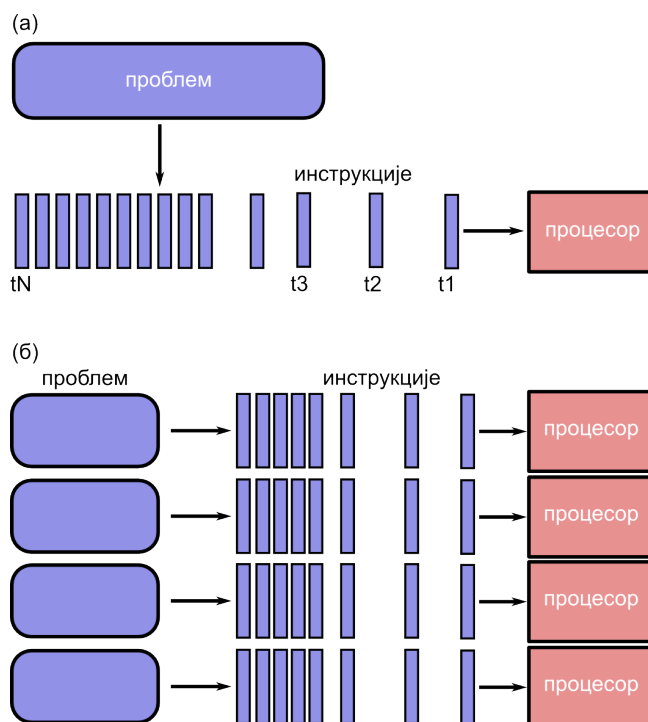 (а)
проблем
инструкције
процесор
tN
t3
t2
t1
(б)
проблем
инструкције
процесор
процесор
процесор
процесор